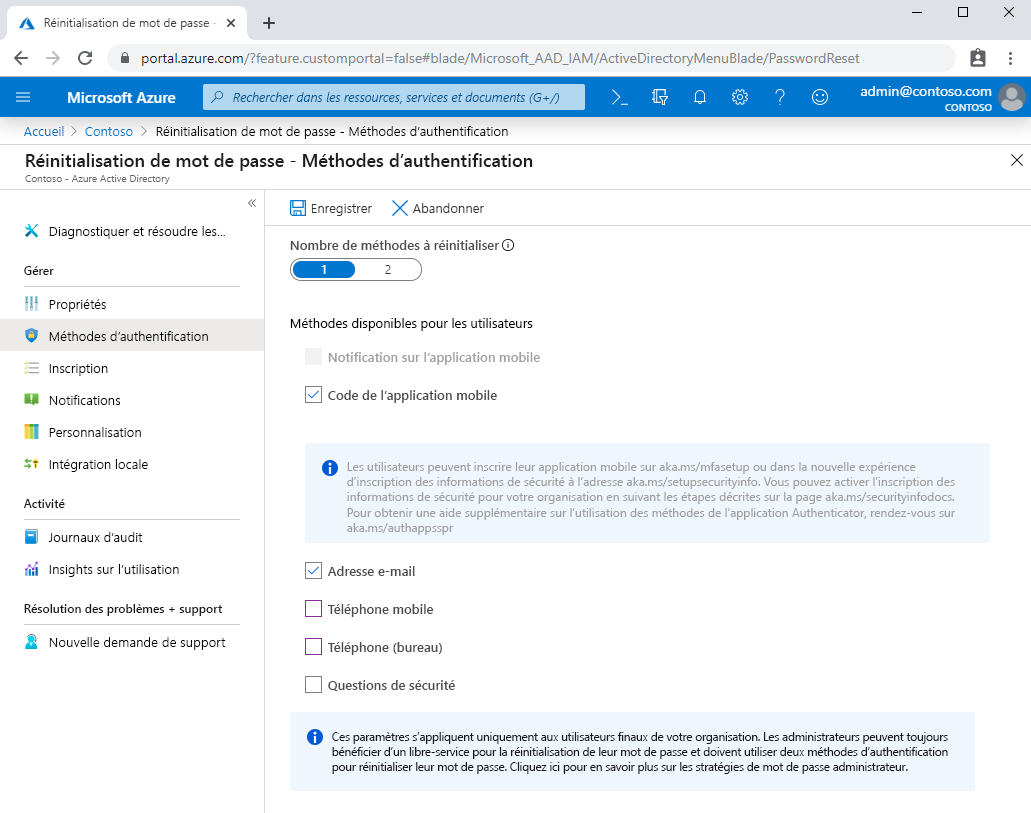 Réinitialisation de mot de passe -
portal.azure.com/?feature.customportal=false#blade/Microsoft_AAD_IAM/ActiveDirectoryMenuBlade/PasswordReset
Microsoft Azure
Rechercher dans les ressources, services et documents (G+/)
admin@contoso.com
CONTOSO
Accueil > Contoso > Réinitialisation de mot de passe - Méthodes d’authentification
Réinitialisation de mot de passe - Méthodes d’authentification
Contoso - Azure Active Directory
Diagnostiquer et résoudre les...
Gérer
Propriétés
Méthodes d’authentification
Inscription
Notifications
Personnalisation
Intégration locale
Activité
Journaux d’audit
Insights sur l’utilisation
Résolution des problèmes + support
Nouvelle demande de support
Enregistrer
Abandonner
Nombre de méthodes à réinitialiser
1 2
Méthodes disponibles pour les utilisateurs
Notification sur l’application mobile
Code de l’application mobile
Les utilisateurs peuvent inscrire leur application mobile sur aka.ms/mfasetup ou dans la nouvelle expérience
d’inscription des informations de sécurité à l’adresse aka.ms/setupsecurityinfo. Vous pouvez activer l’inscription des
informations de sécurité pour votre organisation en suivant les étapes décrites sur la page aka.ms/securityinfodocs.
Pour obtenir une aide supplémentaire sur l’utilisation des méthodes de l’application Authenticator, rendez-vous sur
aka.ms/authappsspr
Adresse e-mail
Téléphone mobile
Téléphone (bureau)
Questions de sécurité
Ces paramètres s’appliquent uniquement aux utilisateurs finaux de votre organisation. Les administrateurs peuvent toujours
bénéficier d’un libre-service pour la réinitialisation de leur mot de passe et doivent utiliser deux méthodes d’authentification
pour réinitialiser leur mot de passe. Cliquez ici pour en savoir plus sur les stratégies de mot de passe administrateur.